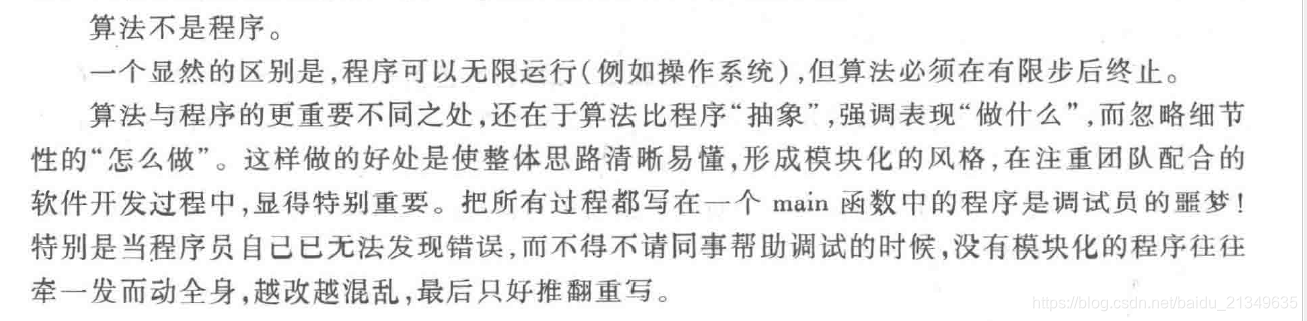 算法不是程序。
一个显然的区别是,程序可以无限运行(例如操作系统),但算法必须在有限步后终止。
算法与程序的更重要不同之处,还在于算法比程序“抽象”,强调表现“做什么”,而忽略细节
性的“怎么做”。这样做的好处是使整体思路清晰易懂,形成模块化的风格,在注重团队配合的
软件开发过程中,显得特别重要。把所有过程都写在一个 main 函数中的程序是调试员的噩梦!
特别是当程序员自己已无法发现错误,而不得不请同事帮助调试的时候,没有模块化的程序往往
牵一发而动全身,越改越混乱,最后只好推翻重写。
https://blog.csdn.net/baidu_21349635